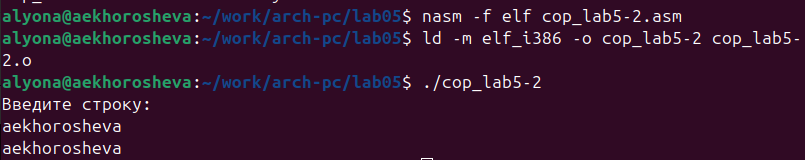 alyona@aekhorosheva:~/work/arch-pc/lab05$ nasm -f elf cop_lab5-2.asm
alyona@aekhorosheva:~/work/arch-pc/lab05$ ld -m elf_i386 -o cop_lab5-2 cop_lab5-
2.o
alyona@aekhorosheva:~/work/arch-pc/lab05$ ./cop_lab5-2
Введите строку:
aekhorosheva
aekhorosheva